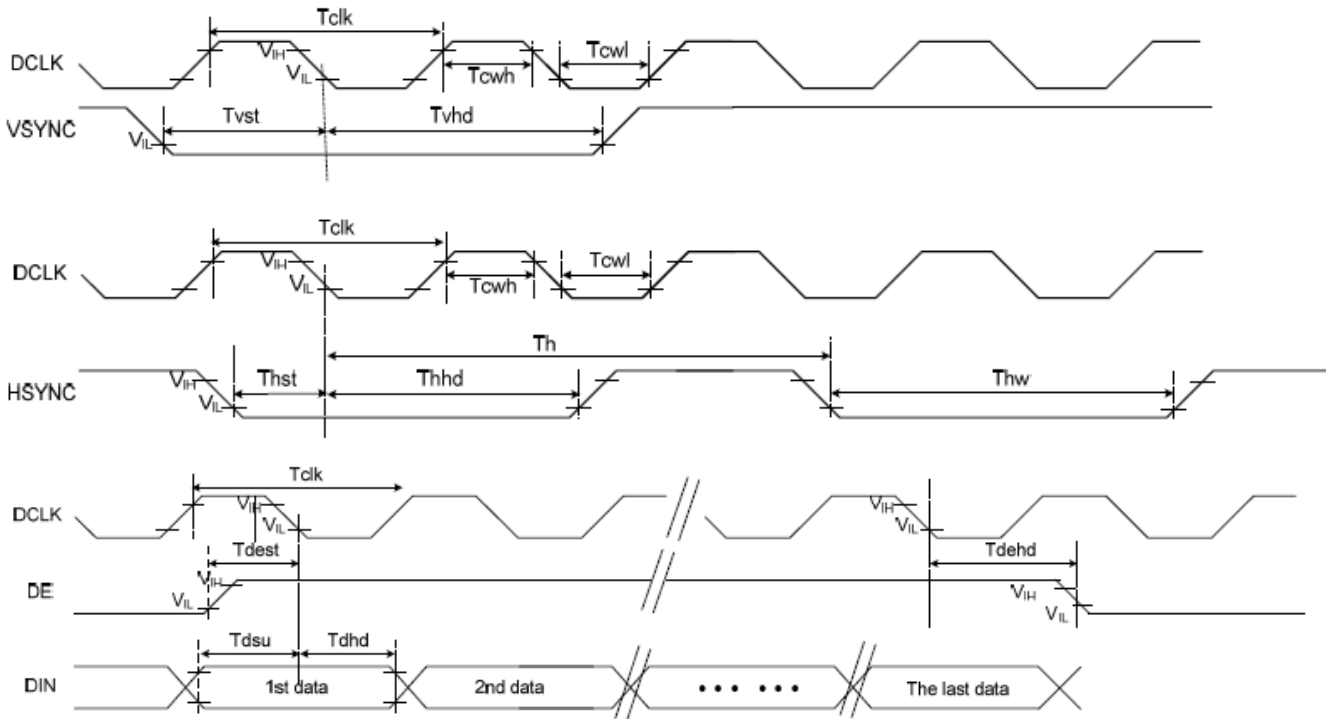 Tclk
DCLK
VIH
VIL
Tcwh
Tcwl
VSYNC
VIL
Tvst
Tvhd
Tclk
DCLK
VIH
VIL
Tcwh
Tcwl
Th
HSYNC
VIH
VIL
Thst
Thhd
Thw
Tclk
DCLK
VIH
VIL
VIH
VIL
Tdest
Tdehd
DE
VIH
VIL
VIH
VIL
Tdsu
Tdhd
DIN
1st data
2nd data
• • • • • •
The last data